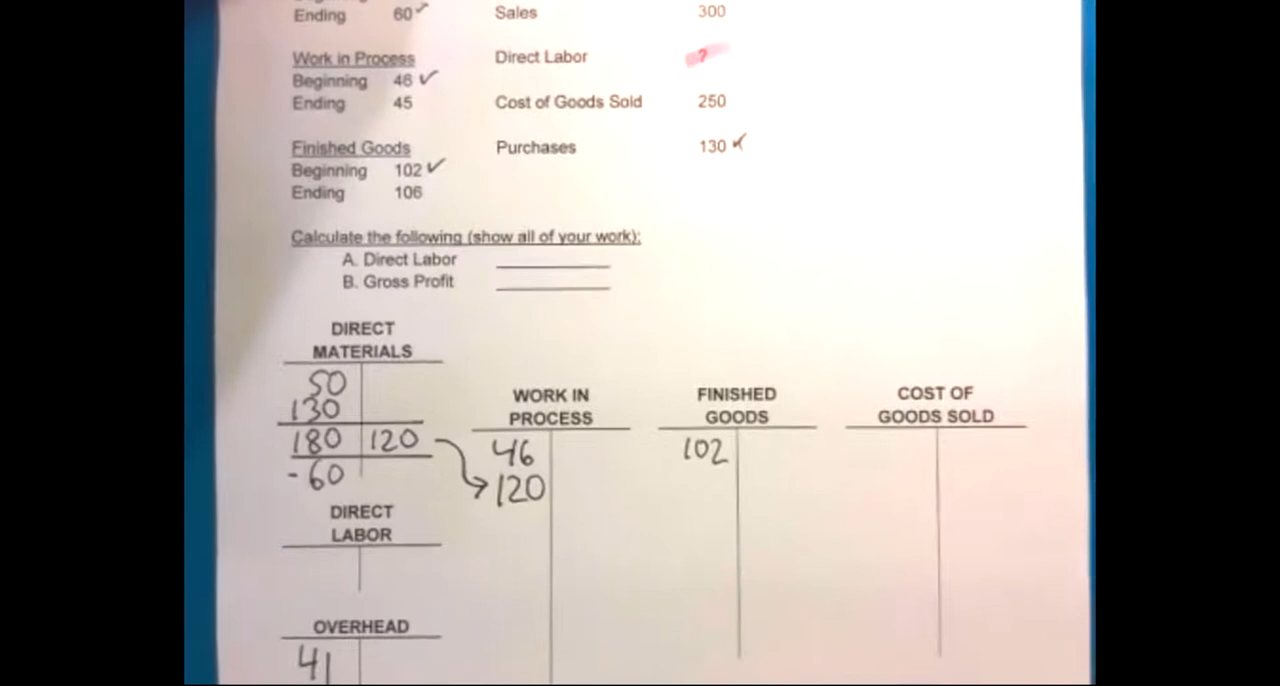 Ending 60 ✓ Sales 300
Work in Process Direct Labor ?
Beginning 46 ✓
Ending 45 Cost of Goods Sold 250
Finished Goods Purchases 130 ✓
Beginning 102 ✓
Ending 106
Calculate the following (show all of your work):
A. Direct Labor
B. Gross Profit
DIRECT
MATERIALS
50
130
180 120
-60
DIRECT
LABOR
OVERHEAD
41
WORK IN
PROCESS
46
120
FINISHED
GOODS
102
COST OF
GOODS SOLD